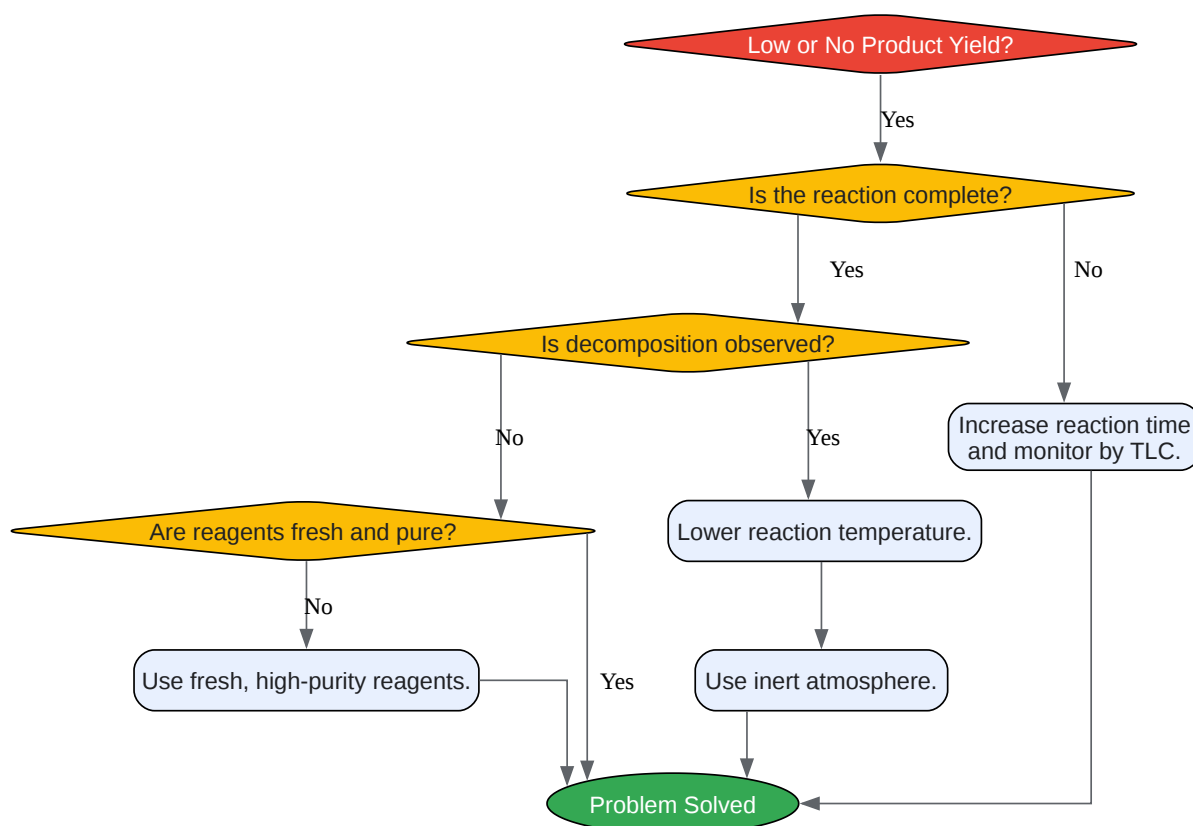 Low or No Product Yield?
Yes
Is the reaction complete?
Yes
No
Is decomposition observed?
No
Yes
Increase reaction time
and monitor by TLC.
Are reagents fresh and pure?
Lower reaction temperature.
No
Yes
Use fresh, high-purity reagents.
Use inert atmosphere.
Problem Solved